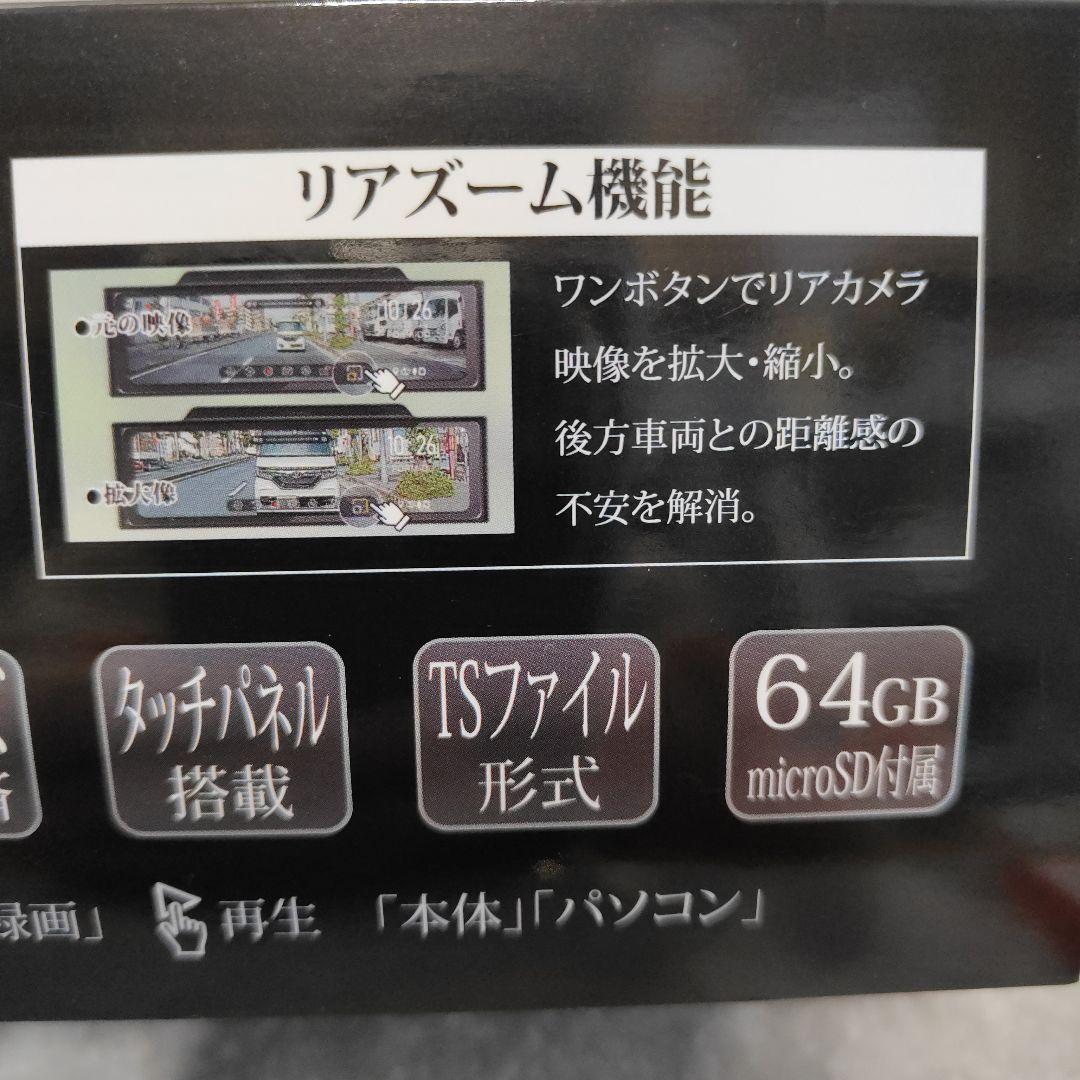 リアズーム機能
●元の映像
10:26
●拡大像
10:26
ワンボタンでリアカメラ
映像を拡大・縮小。
後方車両との距離感の
不安を解消。
タッチパネル
搭載
TSファイル
形式
64GB
microSD付属
録画」 再生 「本体」「パソコン」